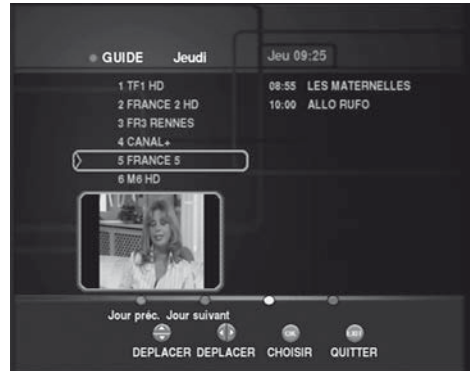 GUIDE Jeudi
Jeu 09:25
1 TF1 HD
2 FRANCE 2 HD
3 FR3 RENNES
4 CANAL+
5 FRANCE 5
6 M6 HD
08:55 LES MATERNELLES
10:00 ALLO RUFO
Jour préc. Jour suivant
OK EXIT
DEPLACER DEPLACER CHOISIR QUITTER